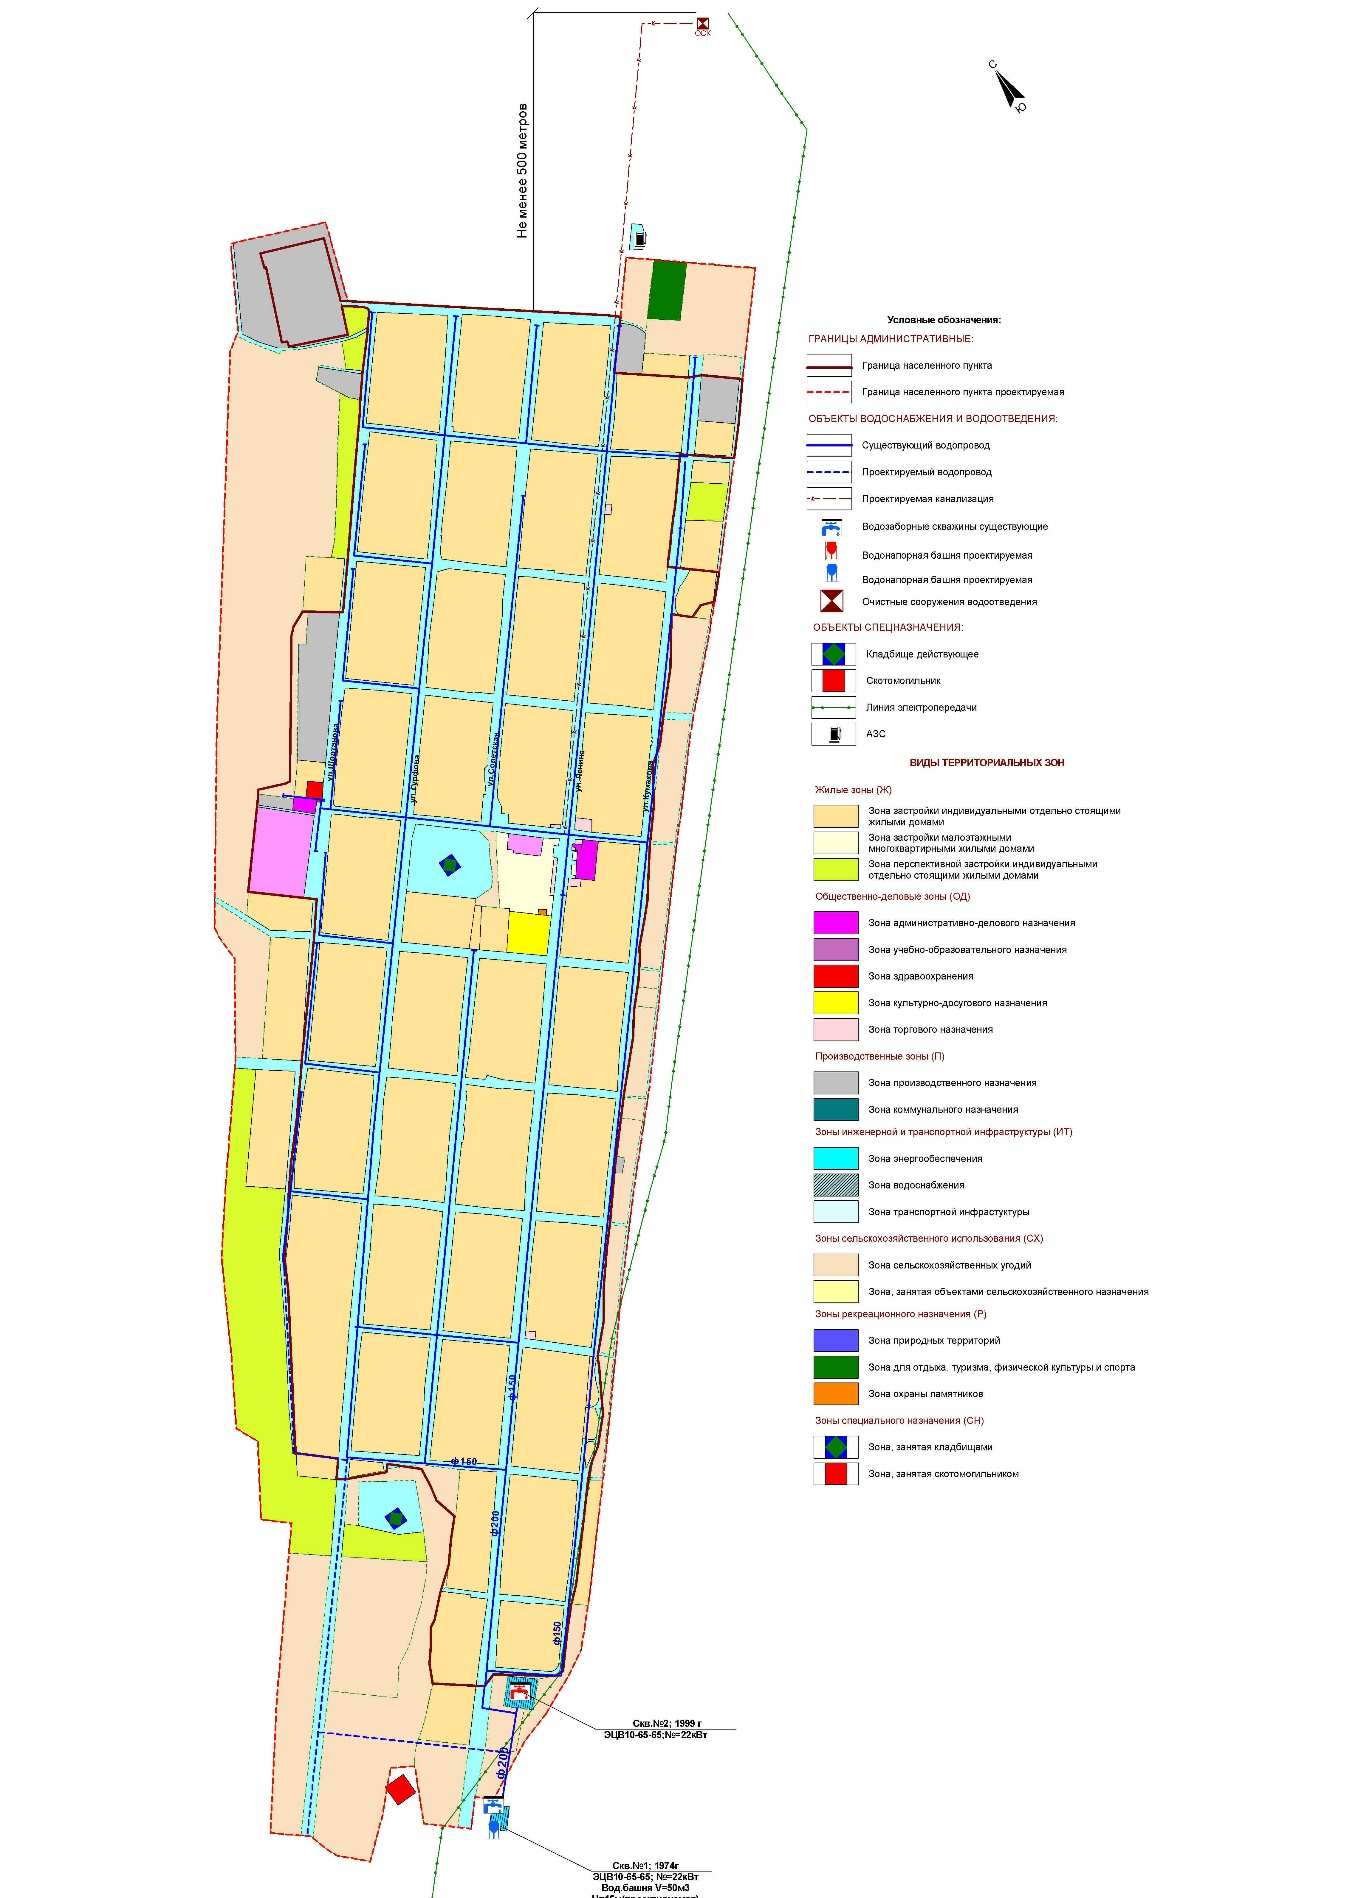 ОСК
С
Ю
Не менее 500 метров
Условные обозначения:
ГРАНИЦЫ АДМИНИСТРАТИВНЫЕ:
Граница населенного пункта
Граница населенного пункта проектируемая
ОБЪЕКТЫ ВОДОСНАБЖЕНИЯ И ВОДООТВЕДЕНИЯ:
Существующий водопровод
Проектируемый водопровод
Проектируемая канализация
Водозаборные скважины существующие
Водонапорная башня проектируемая
Водонапорная башня проектируемая
Очистные сооружения водоотведения
ОБЪЕКТЫ СПЕЦНАЗНАЧЕНИЯ:
Кладбище действующее
Скотомогильник
Линия электропередачи
АЗС
ВИДЫ ТЕРРИТОРИАЛЬНЫХ ЗОН
Жилые зоны (Ж)
Зона застройки индивидуальными отдельно стоящими
жилыми домами
Зона застройки малоэтажными
многоквартирными жилыми домами
Зона перспективной застройки индивидуальными
отдельно стоящими жилыми домами
Общественно-деловые зоны (ОД)
Зона административно-делового назначения
Зона учебно-образовательного назначения
Зона здравоохранения
Зона культурно-досугового назначения
Зона торгового назначения
Производственные зоны (П)
Зона производственного назначения
Зона коммунального назначения
Зоны инженерной и транспортной инфраструктуры (ИТ)
Зона энергообеспечения
Зона водоснабжения
Зона транспортной инфрастуктуры
Зоны сельскохозяйственного использования (СХ)
Зона сельскохозяйственных угодий
Зона, занятая объектами сельскохозяйственного назначения
Зоны рекреационного назначения (Р)
Зона природных территорий
Зона для отдыха, туризма, физической культуры и спорта
Зона охраны памятников
Зоны специального назначения (СН)
Зона, занятая кладбищами
Зона, занятая скотомогильником
ул.Советская
ул.Ленина
ф150
ф150
ф200
ф150
ф200
Скв.№2; 1999 г
ЭЦВ10-65-65;№=22кВт
Скв.№1; 1974г
ЭЦВ10-65-65; №=22кВт
Вод.башня V=50м3